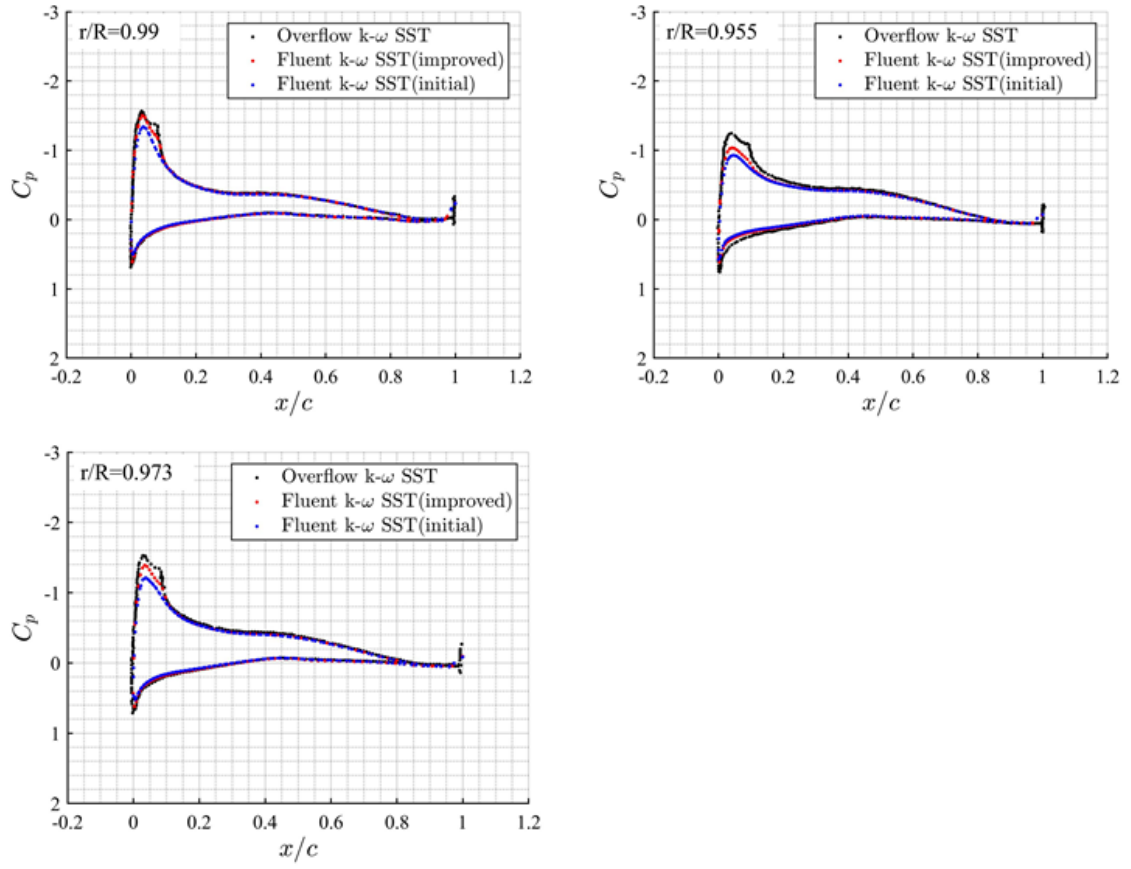 r/R=0.99
Overflow k-ω SST
Fluent k-ω SST(improved)
Fluent k-ω SST(initial)
-3
-2
-1
0
1
2
-0.2 0 0.2 0.4 0.6 0.8 1 1.2
C_p
x/c
r/R=0.955
Overflow k-ω SST
Fluent k-ω SST(improved)
Fluent k-ω SST(initial)
-3
-2
-1
0
1
2
-0.2 0 0.2 0.4 0.6 0.8 1 1.2
C_p
x/c
r/R=0.973
Overflow k-ω SST
Fluent k-ω SST(improved)
Fluent k-ω SST(initial)
-3
-2
-1
0
1
2
-0.2 0 0.2 0.4 0.6 0.8 1 1.2
C_p
x/c